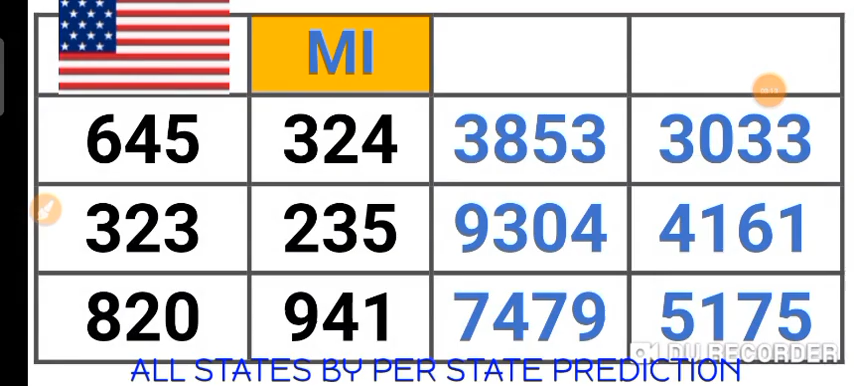 MI
645 324 3853 3033
323 235 9304 4161
820 941 7479 5175
DU RECORDER
ALL STATES BY PER STATE PREDICTION